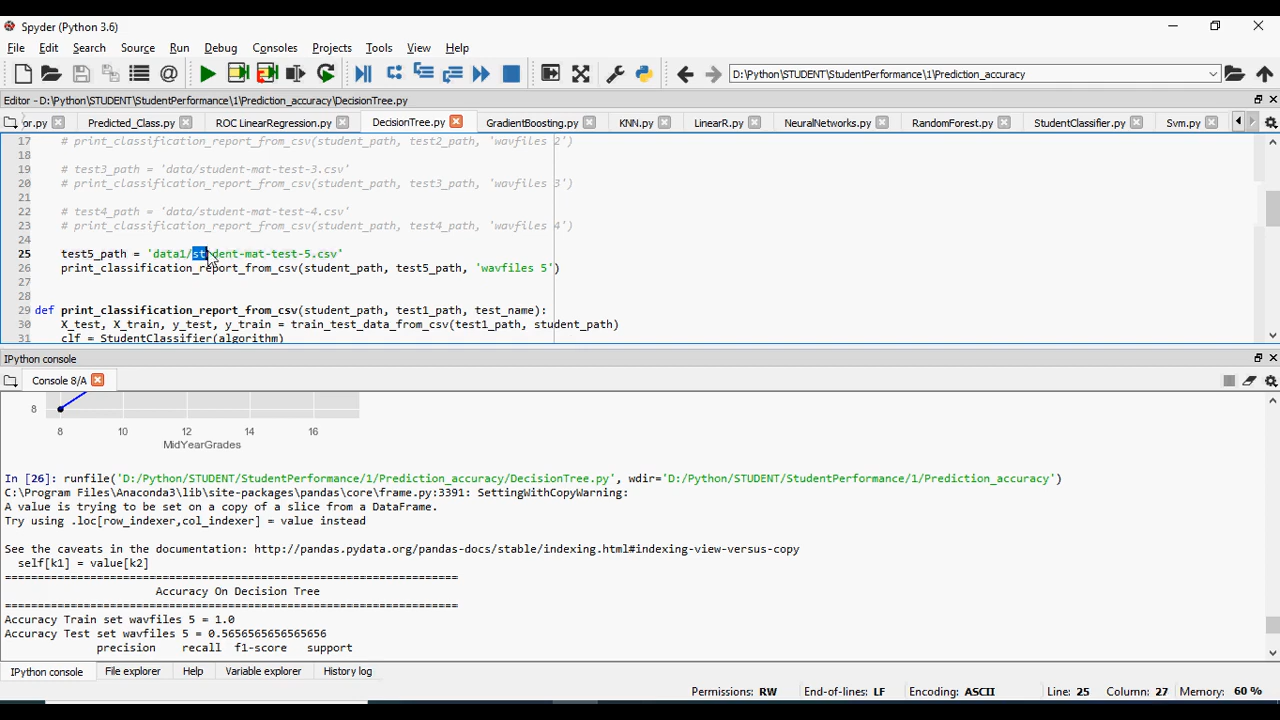 Spyder (Python 3.6)
File Edit Search Source Run Debug Consoles Projects Tools View Help
D:\Python\STUDENT\StudentPerformance\1\Prediction_accuracy
Editor - D:\Python\STUDENT\StudentPerformance\1\Prediction_accuracy\DecisionTree.py
or.py Predicted_Class.py ROC LinearRegression.py DecisionTree.py GradientBoosting.py KNN.py LinearR.py NeuralNetworks.py RandomForest.py StudentClassifier.py Svm.py
17 # print_classification_report_from_csv(student_path, test2_path, 'wavfiles 2')
18
19 # test3_path = 'data/student-mat-test-3.csv'
20 # print_classification_report_from_csv(student_path, test3_path, 'wavfiles 3')
21
22 # test4_path = 'data/student-mat-test-4.csv'
23 # print_classification_report_from_csv(student_path, test4_path, 'wavfiles 4')
24
25 test5_path = 'data1/student-mat-test-5.csv'
26 print_classification_report_from_csv(student_path, test5_path, 'wavfiles 5')
27
28
29 def print_classification_report_from_csv(student_path, test1_path, test_name):
30 X_test, X_train, y_test, y_train = train_test_data_from_csv(test1_path, student_path)
31 clf = StudentClassifier(algorithm)
IPython console
Console 8/A
8
8 10 12 14 16
MidYearGrades
In [26]: runfile('D:/Python/STUDENT/StudentPerformance/1/Prediction_accuracy/DecisionTree.py', wdir='D:/Python/STUDENT/StudentPerformance/1/Prediction_accuracy')
C:\Program Files\Anaconda3\lib\site-packages\pandas\core\frame.py:3391: SettingWithCopyWarning:
A value is trying to be set on a copy of a slice from a DataFrame.
Try using .loc[row_indexer,col_indexer] = value instead
See the caveats in the documentation: http://pandas.pydata.org/pandas-docs/stable/indexing.html#indexing-view-versus-copy
self[k1] = value[k2]
======================================================================
Accuracy On Decision Tree
======================================================================
Accuracy Train set wavfiles 5 = 1.0
Accuracy Test set wavfiles 5 = 0.5656565656565656
precision recall f1-score support
IPython console File explorer Help Variable explorer History log
Permissions: RW End-of-lines: LF Encoding: ASCII Line: 25 Column: 27 Memory: 60 %